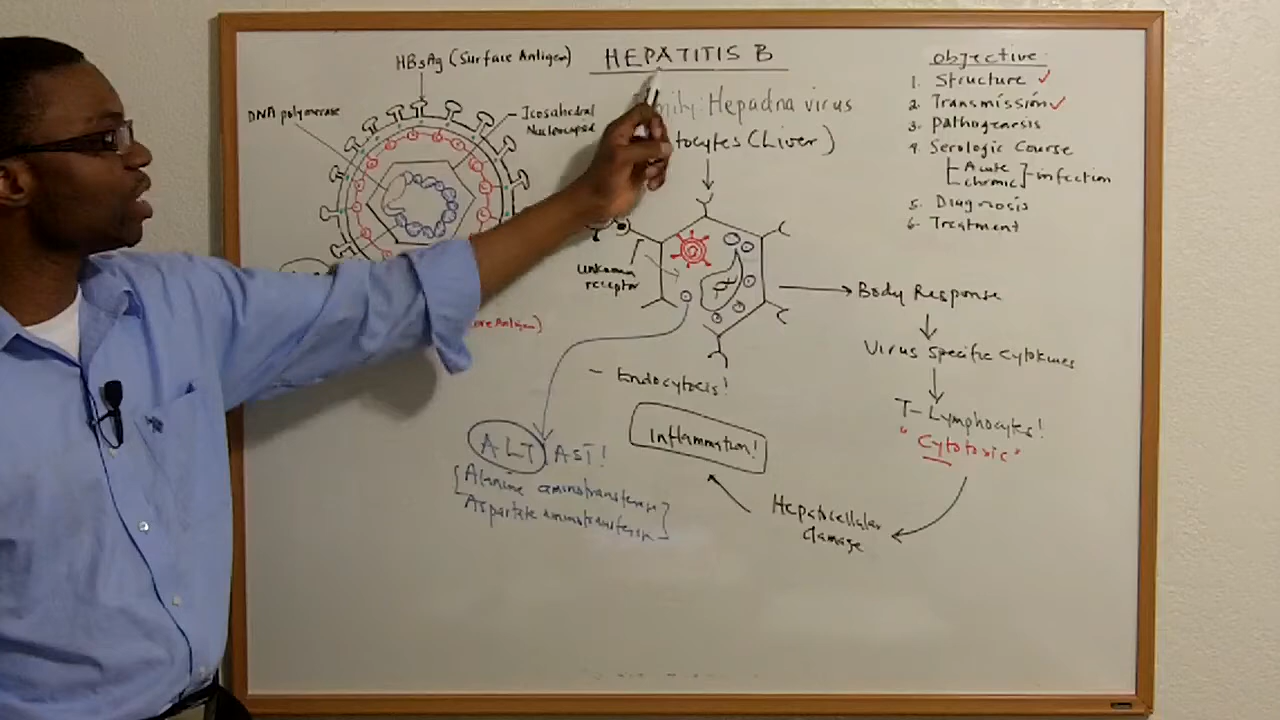 HEPATITIS B
HBsAg (Surface Antigen)
DNA polymerase
Icosahedral
Nucleocapsid
Hepadna virus
(Liver)
unknown
receptor
Antigen)
- Endocytosis!
Inflammation!
ALT, AST!
Alanine aminotransferase
Aspartate aminotransferase
Body Response
Virus specific Cytokines
T-Lymphocytes!
"Cytotoxic"
Hepaticellular
damage
objective
1. Structure ✓
2. Transmission ✓
3. Pathogenesis
4. Serologic Course
Acute
chronic
infection
5. Diagnosis
6. Treatment